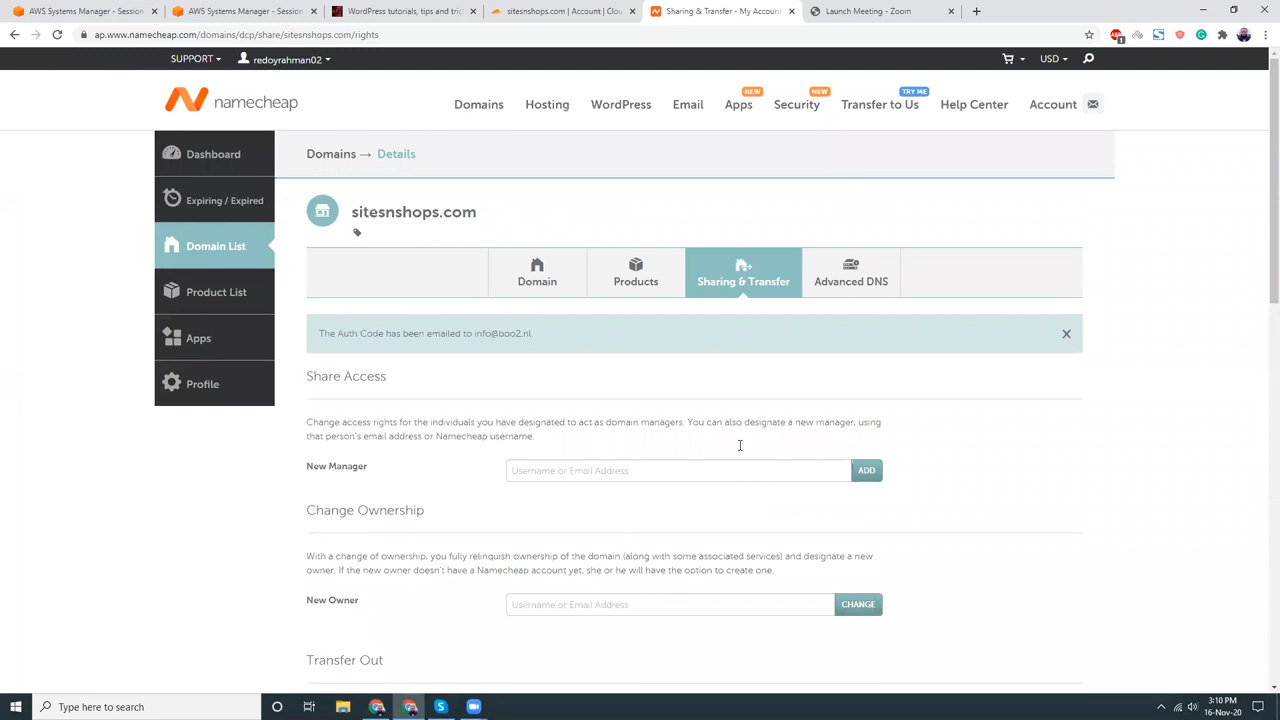 AWS Systems Manager - Session
AWS Systems Manager - Session
WordPress tutorials, tips and tric
sitesnshops.com | Account | Clou
Sharing & Transfer - My Accoun
Launch Meeting - Zoom
ap.www.namecheap.com/domains/dcp/share/sitesnshops.com/rights
1
SUPPORT
redoyrahman02
USD
namecheap
Domains
Hosting
WordPress
Email
Apps
NEW
Security
NEW
Transfer to Us
TRY ME
Help Center
Account
Dashboard
Expiring / Expired
Domain List
Product List
Apps
Profile
Domains → Details
sitesnshops.com
Domain
Products
Sharing & Transfer
Advanced DNS
The Auth Code has been emailed to info@boo2.nl.
Share Access
Change access rights for the individuals you have designated to act as domain managers. You can also designate a new manager, using
that person's email address or Namecheap username.
New Manager
Username or Email Address
ADD
Change Ownership
With a change of ownership, you fully relinquish ownership of the domain (along with some associated services) and designate a new
owner. If the new owner doesn't have a Namecheap account yet, she or he will have the option to create one.
New Owner
Username or Email Address
CHANGE
Transfer Out
Type here to search
3:10 PM
16-Nov-20